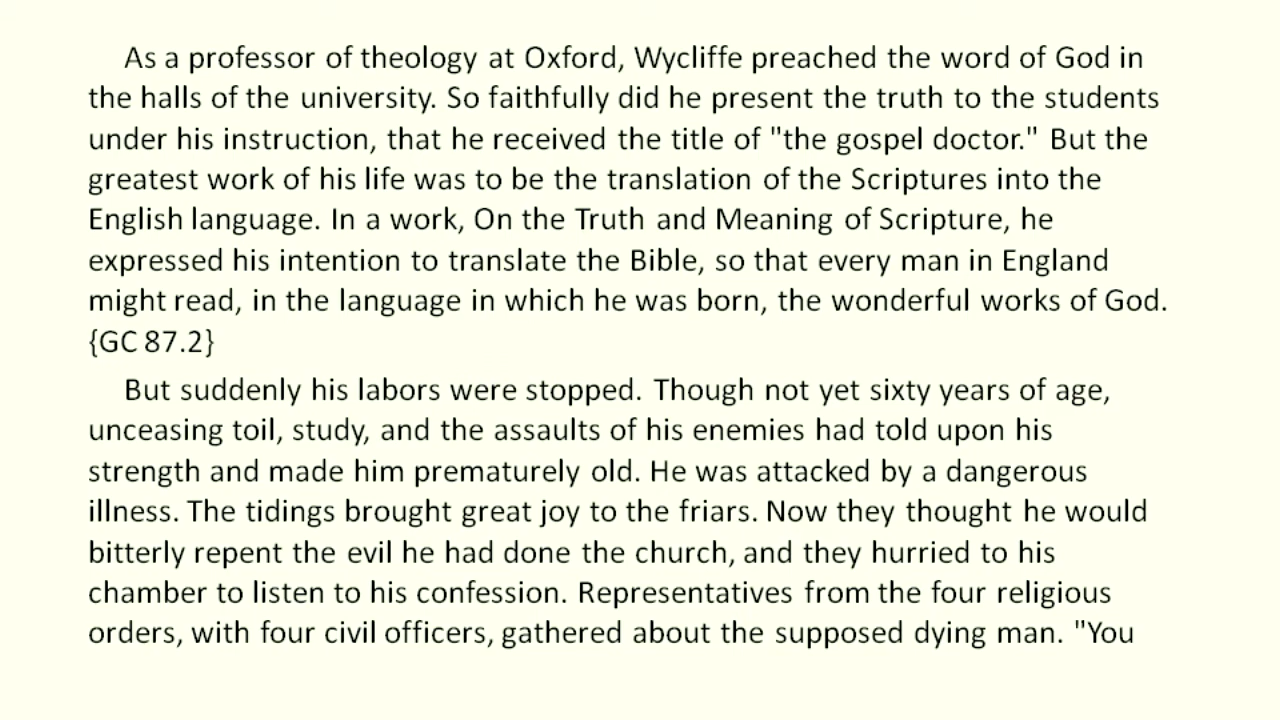 As a professor of theology at Oxford, Wycliffe preached the word of God in
the halls of the university. So faithfully did he present the truth to the students
under his instruction, that he received the title of "the gospel doctor." But the
greatest work of his life was to be the translation of the Scriptures into the
English language. In a work, On the Truth and Meaning of Scripture, he
expressed his intention to translate the Bible, so that every man in England
might read, in the language in which he was born, the wonderful works of God.
{GC 87.2}
But suddenly his labors were stopped. Though not yet sixty years of age,
unceasing toil, study, and the assaults of his enemies had told upon his
strength and made him prematurely old. He was attacked by a dangerous
illness. The tidings brought great joy to the friars. Now they thought he would
bitterly repent the evil he had done the church, and they hurried to his
chamber to listen to his confession. Representatives from the four religious
orders, with four civil officers, gathered about the supposed dying man. "You